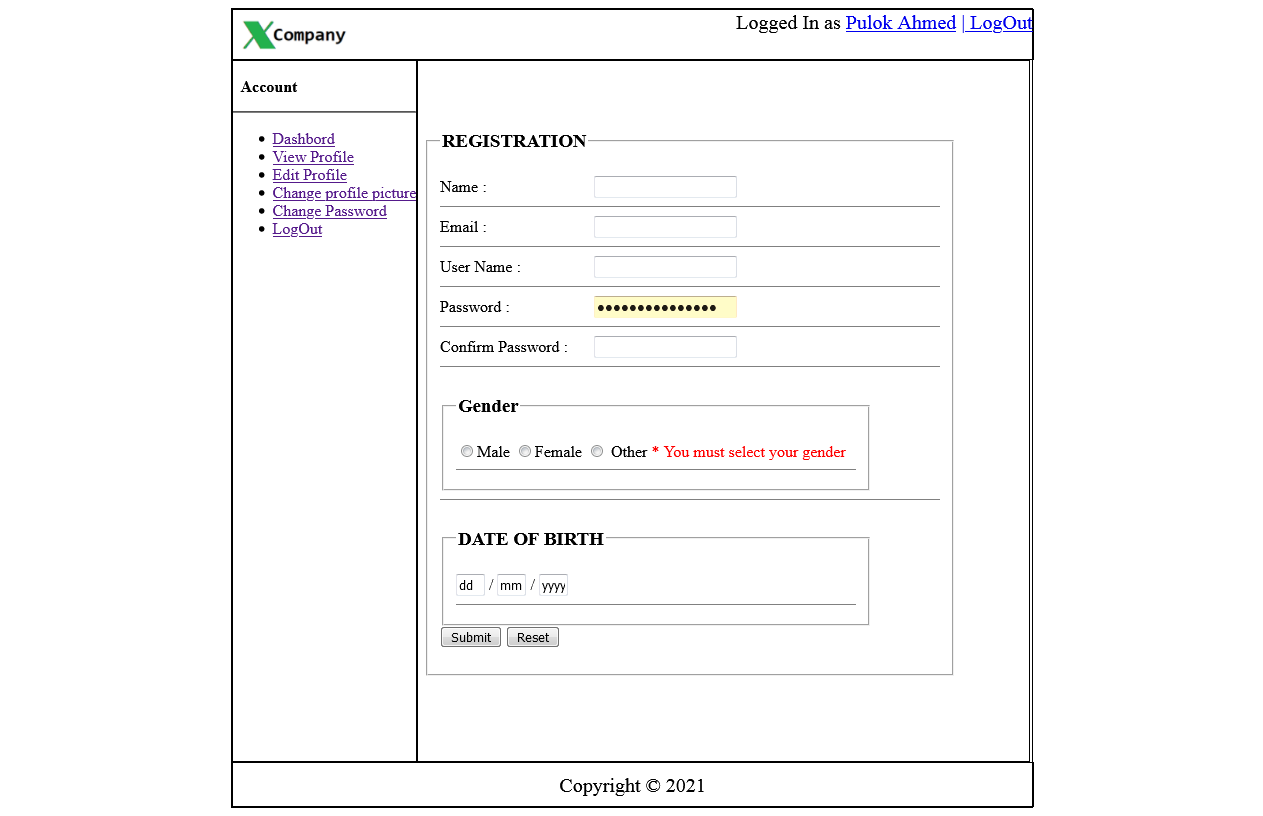 XCompany
Logged In as Pulok Ahmed | LogOut
Account
Dashbord
View Profile
Edit Profile
Change profile picture
Change Password
LogOut
REGISTRATION
Name :
Email :
User Name :
Password :
Confirm Password :
Gender
Male Female Other * You must select your gender
DATE OF BIRTH
dd / mm / yyyy
Submit Reset
Copyright © 2021